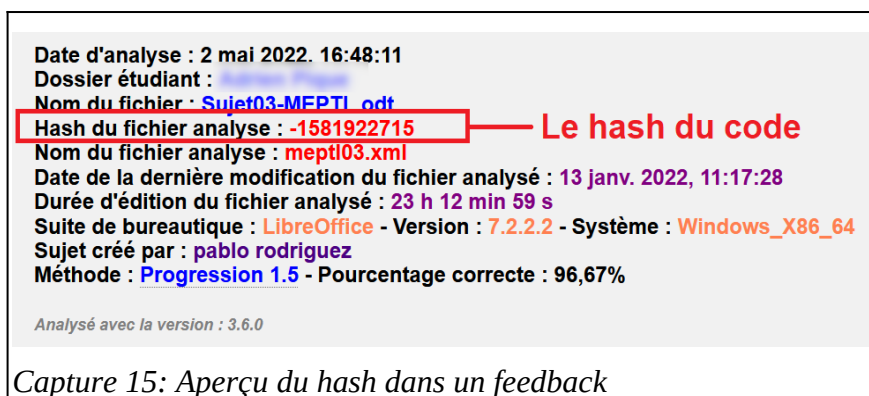 Date d'analyse : 2 mai 2022. 16:48:11
Dossier étudiant :
Nom du fichier : Sujet03-MEPTL.odt
Hash du fichier analyse : -1581922715
Le hash du code
Nom du fichier analyse : meptl03.xml
Date de la dernière modification du fichier analysé : 13 janv. 2022, 11:17:28
Durée d'édition du fichier analysé : 23 h 12 min 59 s
Suite de bureautique : LibreOffice - Version : 7.2.2.2 - Système : Windows_X86_64
Sujet créé par : pablo rodriguez
Méthode : Progression 1.5 - Pourcentage correcte : 96,67%
Analysé avec la version : 3.6.0
Capture 15: Aperçu du hash dans un feedback